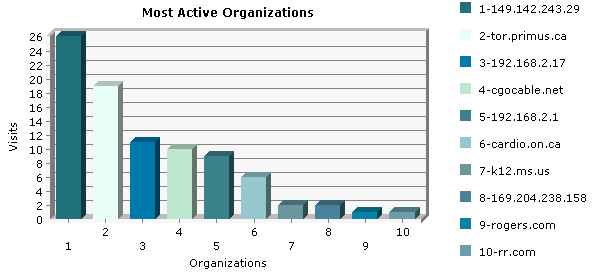 Most Active Organizations
Visits
26
24
22
20
18
16
14
12
10
8
6
4
2
0
1 2 3 4 5 6 7 8 9 10
Organizations
1-149.142.243.29
2-tor.primus.ca
3-192.168.2.17
4-cgocable.net
5-192.168.2.1
6-cardio.on.ca
7-k12.ms.us
8-169.204.238.158
9-rogers.com
10-rr.com